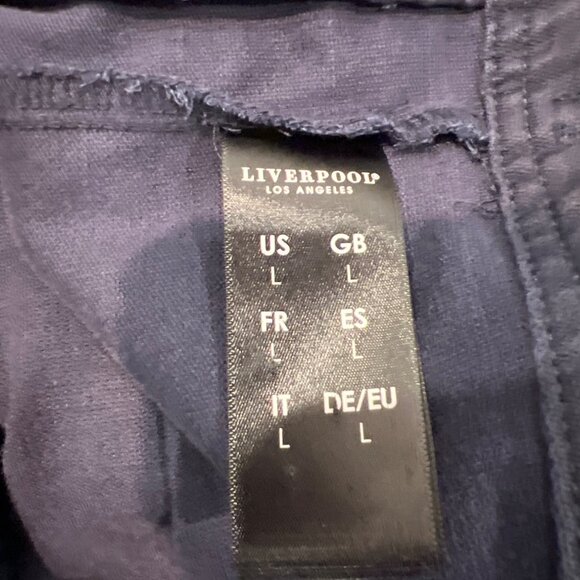 LIVERPOOL®
LOS ANGELES
US GB
L L
FR ES
L L
IT DE/EU
L L